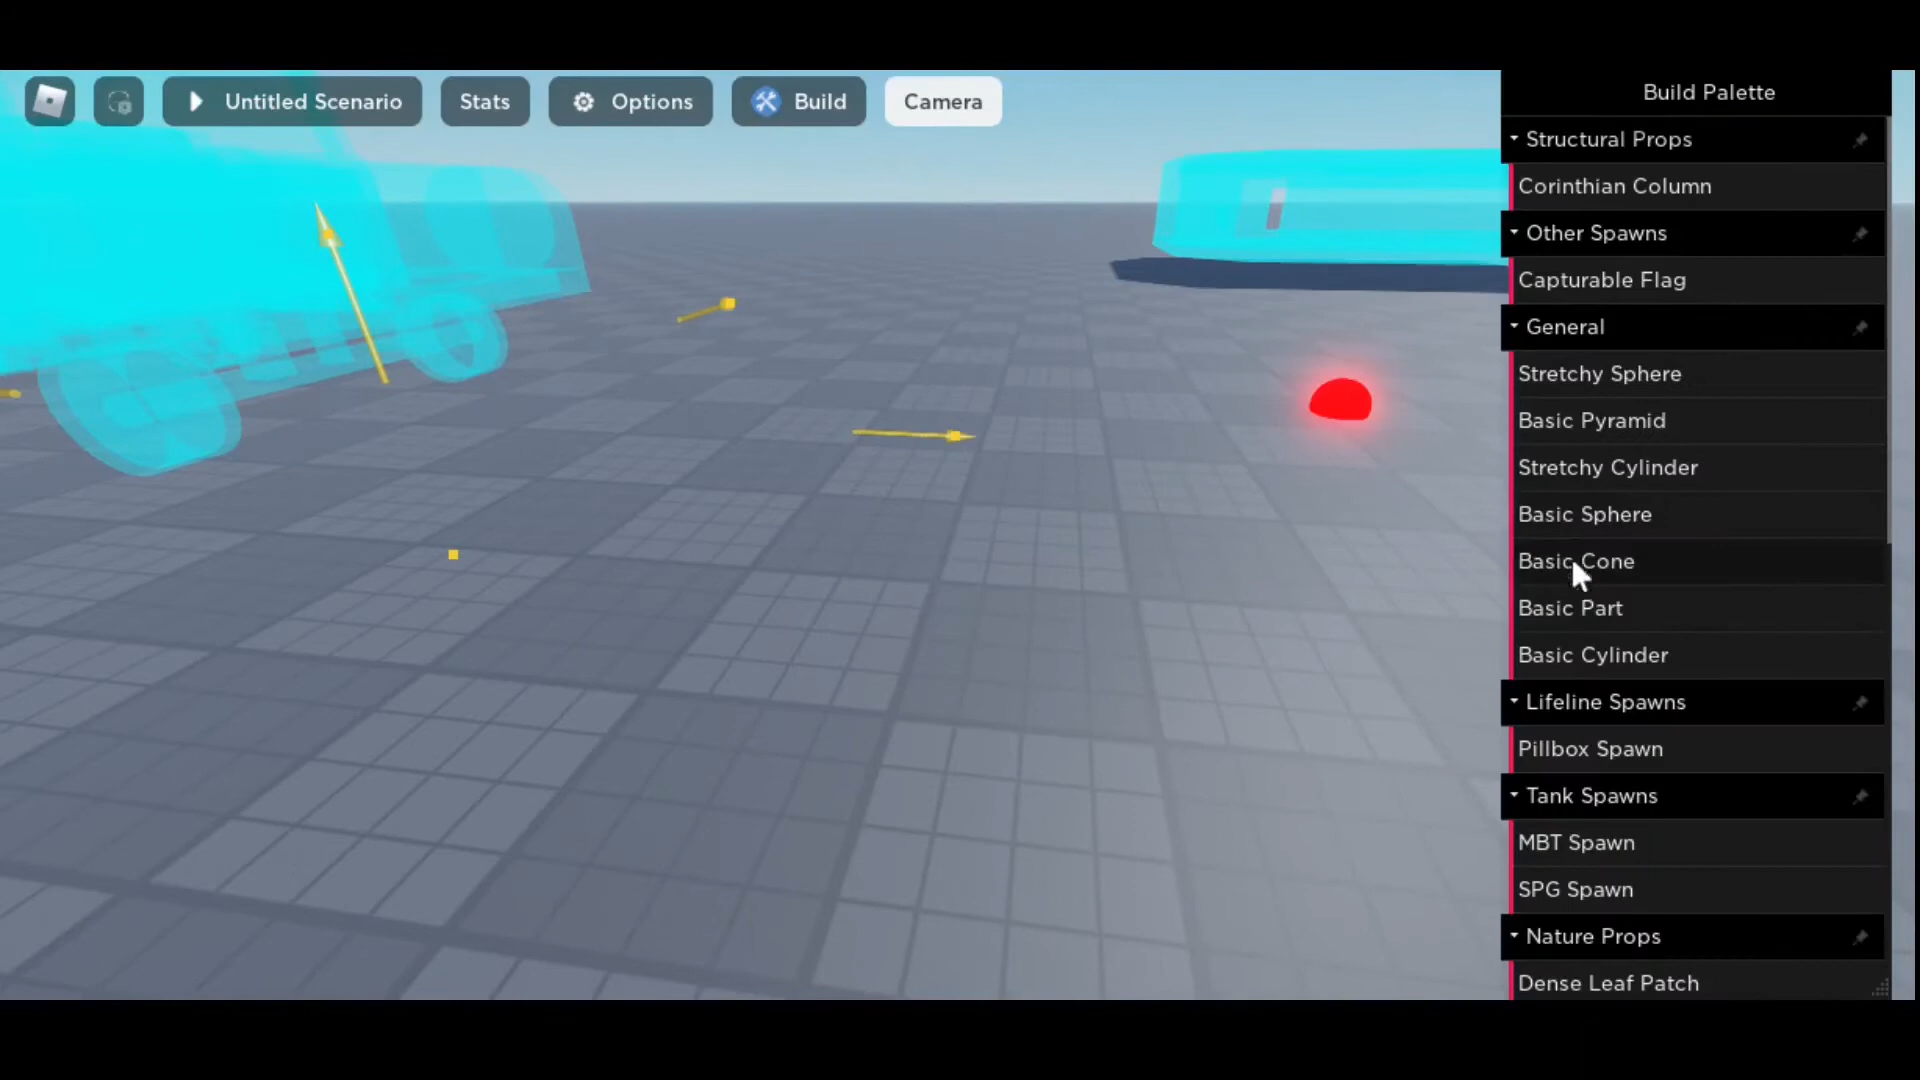 Untitled Scenario
Stats
Options
Build
Camera
Build Palette
Structural Props
Corinthian Column
Other Spawns
Capturable Flag
General
Stretchy Sphere
Basic Pyramid
Stretchy Cylinder
Basic Sphere
Basic Cone
Basic Part
Basic Cylinder
Lifeline Spawns
Pillbox Spawn
Tank Spawns
MBT Spawn
SPG Spawn
Nature Props
Dense Leaf Patch